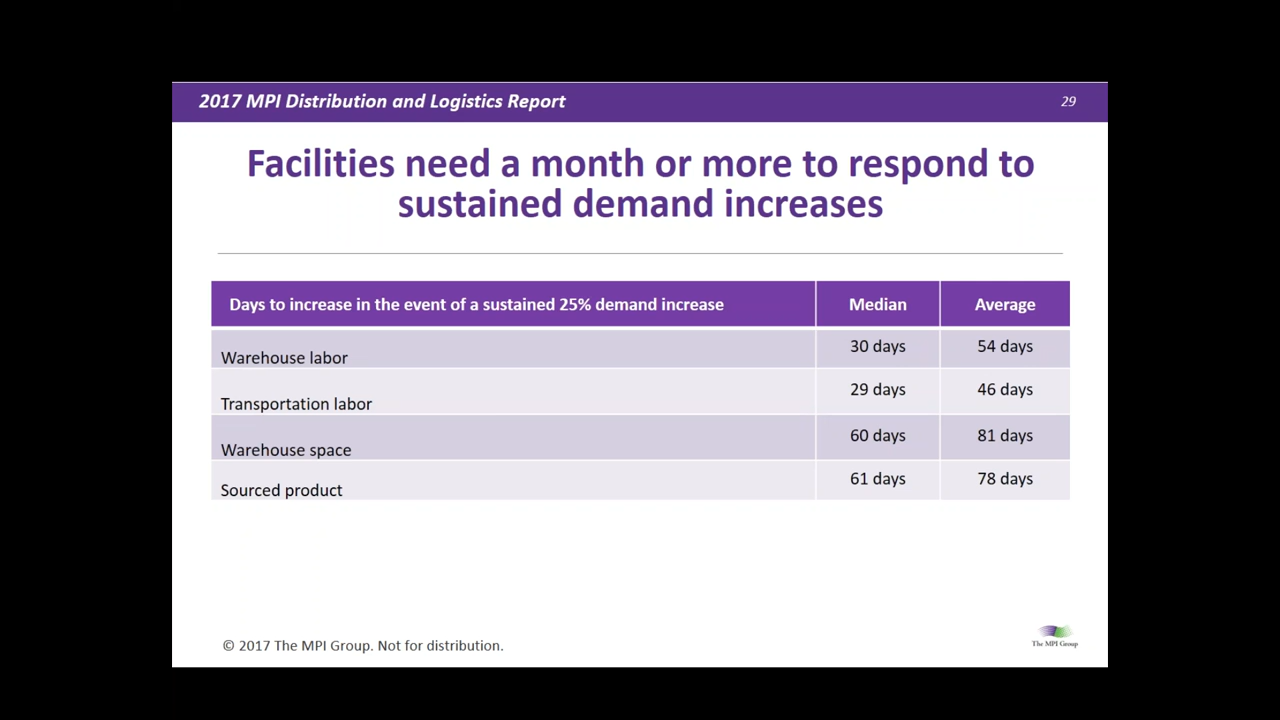 2017 MPI Distribution and Logistics Report 29
Facilities need a month or more to respond to
sustained demand increases
Days to increase in the event of a sustained 25% demand increase Median Average
Warehouse labor 30 days 54 days
Transportation labor 29 days 46 days
Warehouse space 60 days 81 days
Sourced product 61 days 78 days
© 2017 The MPI Group. Not for distribution.
The MPI Group